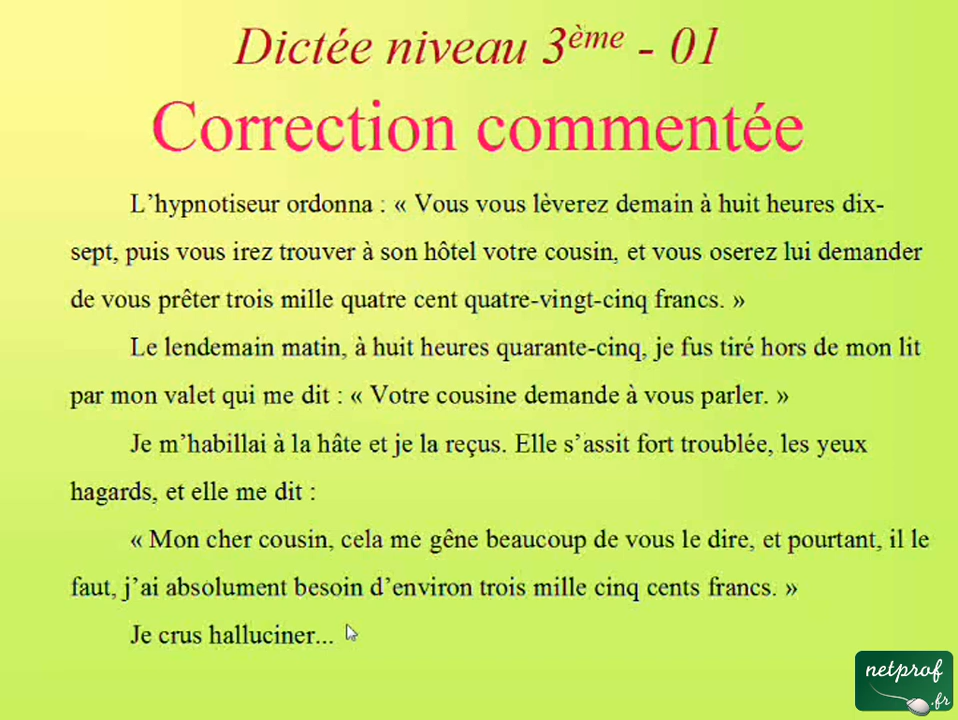 Dictée niveau 3ème - 01
Correction commentée
L’hypnotiseur ordonna : « Vous vous lèverez demain à huit heures dix-
sept, puis vous irez trouver à son hôtel votre cousin, et vous oserez lui demander
de vous prêter trois mille quatre cent quatre-vingt-cinq francs. »
Le lendemain matin, à huit heures quarante-cinq, je fus tiré hors de mon lit
par mon valet qui me dit : « Votre cousine demande à vous parler. »
Je m’habillai à la hâte et je la reçus. Elle s’assit fort troublée, les yeux
hagards, et elle me dit :
« Mon cher cousin, cela me gêne beaucoup de vous le dire, et pourtant, il le
faut, j’ai absolument besoin d’environ trois mille cinq cents francs. »
Je crus halluciner...
netprof
.fr